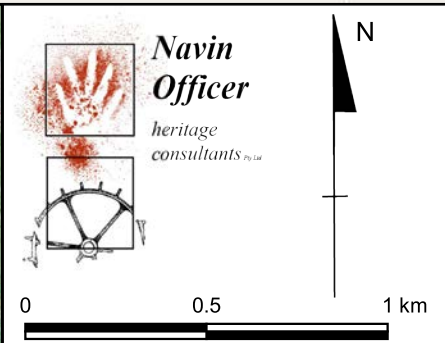 Navin
Officer
heritage
consultants Pty Ltd
N
0 0.5 1 km